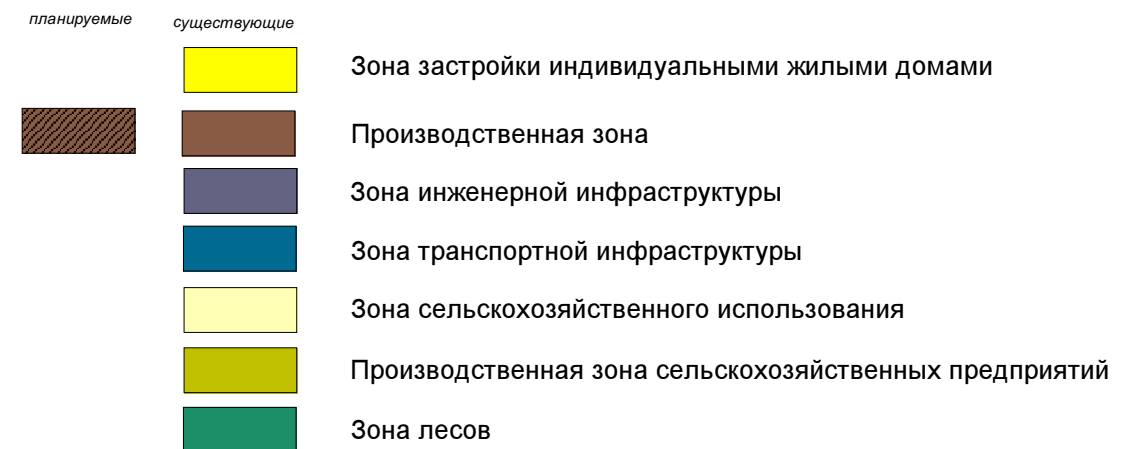 планируемые существующие
Зона застройки индивидуальными жилыми домами
Производственная зона
Зона инженерной инфраструктуры
Зона транспортной инфраструктуры
Зона сельскохозяйственного использования
Производственная зона сельскохозяйственных предприятий
Зона лесов